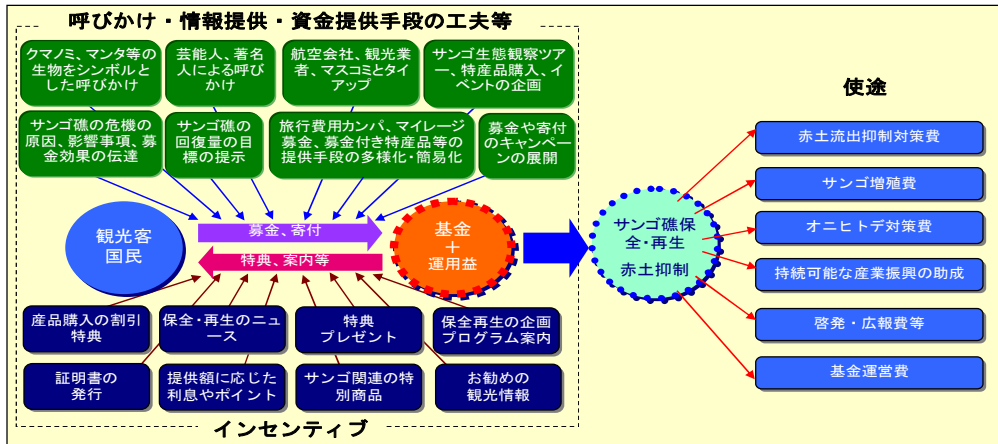 呼びかけ・情報提供・資金提供手段の工夫等
クマノミ、マンタ等の
生物をシンボルと
した呼びかけ
芸能人、著名
人による呼び
かけ
航空会社、観光業
者、マスコミとタイ
アップ
サンゴ生態観察ツア
ー、特産品購入、イ
ベントの企画
サンゴ礁の危機の
原因、影響事項、募
金効果の伝達
サンゴ礁の
回復量の目
標の提示
旅行費用カンパ、マイレージ
募金、募金付き特産品等の
提供手段の多様化・簡易化
募金や寄付
のキャンペー
ンの展開
観光客
国民
募金、寄付
特典、案内等
基金
＋
運用益
産品購入の割引
特典
保全・再生のニュ
ース
特典
プレゼント
保全再生の企画
プログラム案内
証明書の
発行
提供額に応じた
利息やポイント
サンゴ関連の特
別商品
お勧めの
観光情報
インセンティブ
サンゴ礁保
全・再生
赤土抑制
使途
赤土流出抑制対策費
サンゴ増殖費
オニヒトデ対策費
持続可能な産業振興の助成
啓発・広報費等
基金運営費